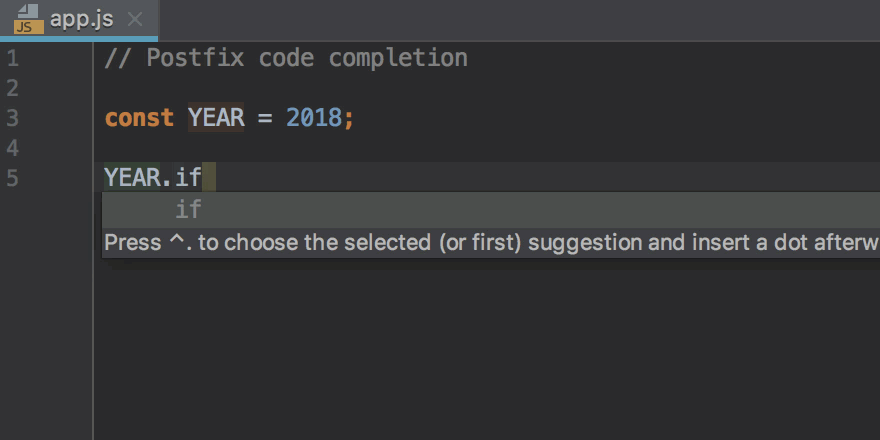 JS app.js
1 // Postfix code completion
2
3 const YEAR = 2018;
4
5 YEAR.if
if
Press ^. to choose the selected (or first) suggestion and insert a dot afterw